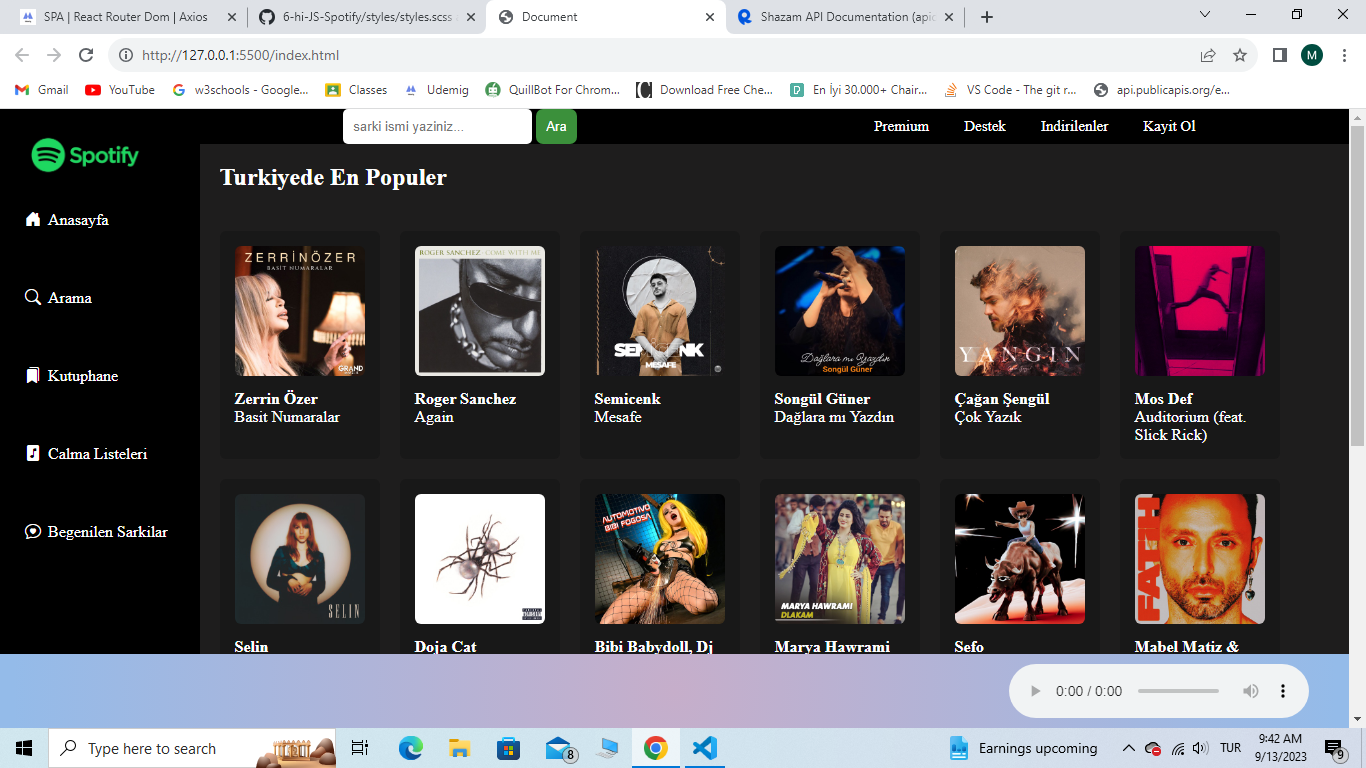 SPA | React Router Dom | Axios
6-hi-JS-Spotify/styles/styles.scss
Document
Shazam API Documentation (apic
http://127.0.0.1:5500/index.html
M
Gmail
YouTube
w3schools - Google...
Classes
Udemig
QuillBot For Chrom...
Download Free Che...
En İyi 30.000+ Chair...
VS Code - The git r...
api.publicapis.org/e...
Spotify
sarki ismi yaziniz...
Ara
Premium
Destek
Indirilenler
Kayit Ol
Anasayfa
Arama
Kutuphane
Calma Listeleri
Begenilen Sarkilar
Turkiyede En Populer
ZERRİNÖZER
BASİT NUMARALAR
GRAND
Zerrin Özer
Basit Numaralar
ROGER SANCHEZ - COME WITH ME
Roger Sanchez
Again
SEMICENK
MESAFE
Semicenk
Mesafe
Dağlara mı Yazdın
Songül Güner
Songül Güner
Dağlara mı Yazdın
YANGIN
Çağan Şengül
Çok Yazık
Mos Def
Auditorium (feat.
Slick Rick)
SELIN
Selin
Doja Cat
AUTOMOTIVO
BIBI FOGOSA
Bibi Babydoll, Dj
MARYA HAWRAMI
DLAKAM
Marya Hawrami
Sefo
FATİH
Mabel Matiz &
0:00 / 0:00
Type here to search
8
Earnings upcoming
TUR
9:42 AM
9/13/2023
9